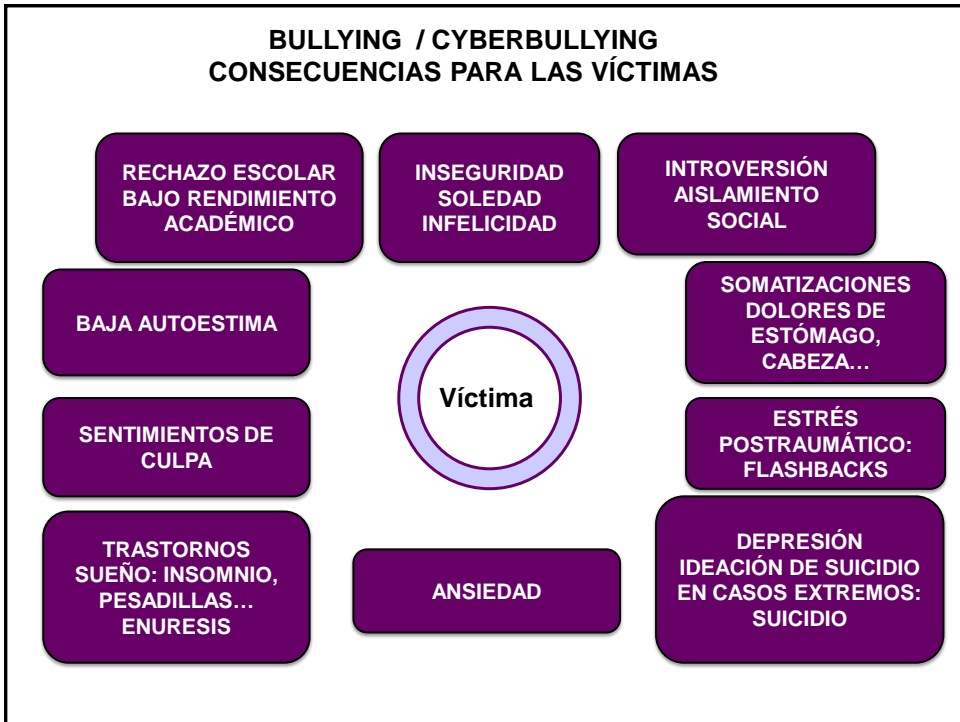 BULLYING / CYBERBULLYING
CONSECUENCIAS PARA LAS VÍCTIMAS
RECHAZO ESCOLAR
BAJO RENDIMIENTO
ACADÉMICO
INSEGURIDAD
SOLEDAD
INFELICIDAD
INTROVERSIÓN
AISLAMIENTO
SOCIAL
BAJA AUTOESTIMA
Víctima
SOMATIZACIONES
DOLORES DE
ESTÓMAGO,
CABEZA…
SENTIMIENTOS DE
CULPA
ESTRÉS
POSTRAUMÁTICO:
FLASHBACKS
TRASTORNOS
SUEÑO: INSOMNIO,
PESADILLAS…
ENURESIS
ANSIEDAD
DEPRESIÓN
IDEACIÓN DE SUICIDIO
EN CASOS EXTREMOS:
SUICIDIO